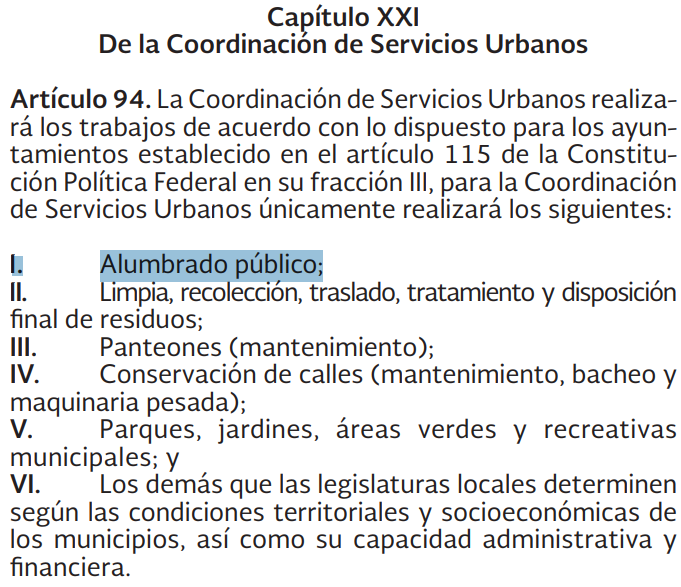 Capítulo XXI
De la Coordinación de Servicios Urbanos
Artículo 94. La Coordinación de Servicios Urbanos realiza-
rá los trabajos de acuerdo con lo dispuesto para los ayun-
tamientos establecido en el artículo 115 de la Constitu-
ción Política Federal en su fracción III, para la Coordinación
de Servicios Urbanos únicamente realizará los siguientes:
I. Alumbrado público;
II. Limpia, recolección, traslado, tratamiento y disposición
final de residuos;
III. Panteones (mantenimiento);
IV. Conservación de calles (mantenimiento, bacheo y
maquinaria pesada);
V. Parques, jardines, áreas verdes y recreativas
municipales; y
VI. Los demás que las legislaturas locales determinen
según las condiciones territoriales y socioeconómicas de
los municipios, así como su capacidad administrativa y
financiera.